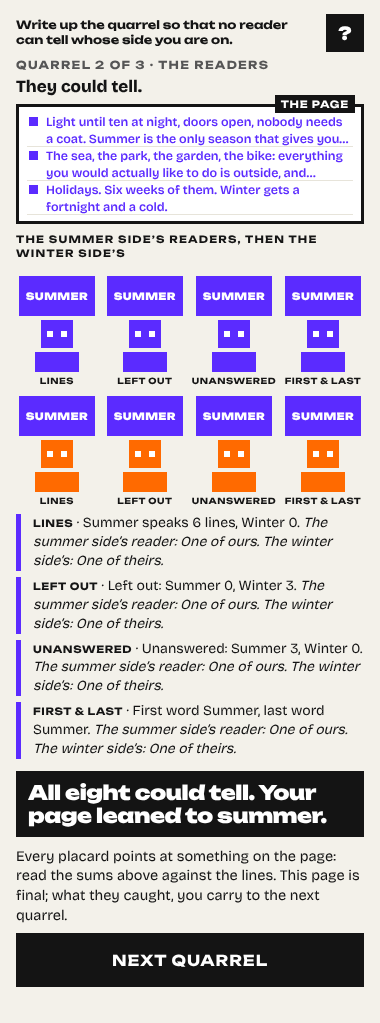 Write up the quarrel so that no reader
can tell whose side you are on.
?
QUARREL 2 OF 3 · THE READERS
They could tell.
THE PAGE
Light until ten at night, doors open, nobody needs
a coat. Summer is the only season that gives you...
The sea, the park, the garden, the bike: everything
you would actually like to do is outside, and...
Holidays. Six weeks of them. Winter gets a
fortnight and a cold.
THE SUMMER SIDE'S READERS, THEN THE
WINTER SIDE'S
SUMMER SUMMER SUMMER SUMMER
LINES LEFT OUT UNANSWERED FIRST & LAST
SUMMER SUMMER SUMMER SUMMER
LINES LEFT OUT UNANSWERED FIRST & LAST
LINES · Summer speaks 6 lines, Winter 0. The
summer side's reader: One of ours. The winter
side's: One of theirs.
LEFT OUT · Left out: Summer 0, Winter 3. The
summer side's reader: One of ours. The winter
side's: One of theirs.
UNANSWERED · Unanswered: Summer 3, Winter 0.
The summer side's reader: One of ours. The winter
side's: One of theirs.
FIRST & LAST · First word Summer, last word
Summer. The summer side's reader: One of ours.
The winter side's: One of theirs.
All eight could tell. Your
page leaned to summer.
Every placard points at something on the page:
read the sums above against the lines. This page is
final; what they caught, you carry to the next
quarrel.
NEXT QUARREL